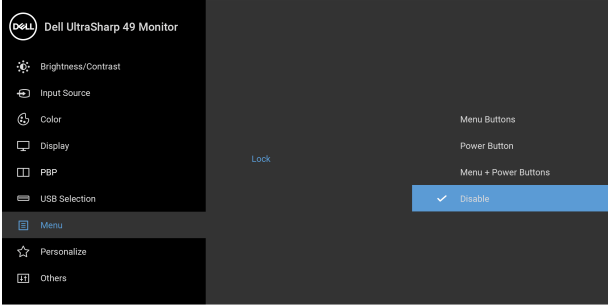 DELL Dell UltraSharp 49 Monitor
Brightness/Contrast
Input Source
Color
Display
PBP
USB Selection
Menu
Personalize
Others
Lock
Menu Buttons
Power Button
Menu + Power Buttons
Disable